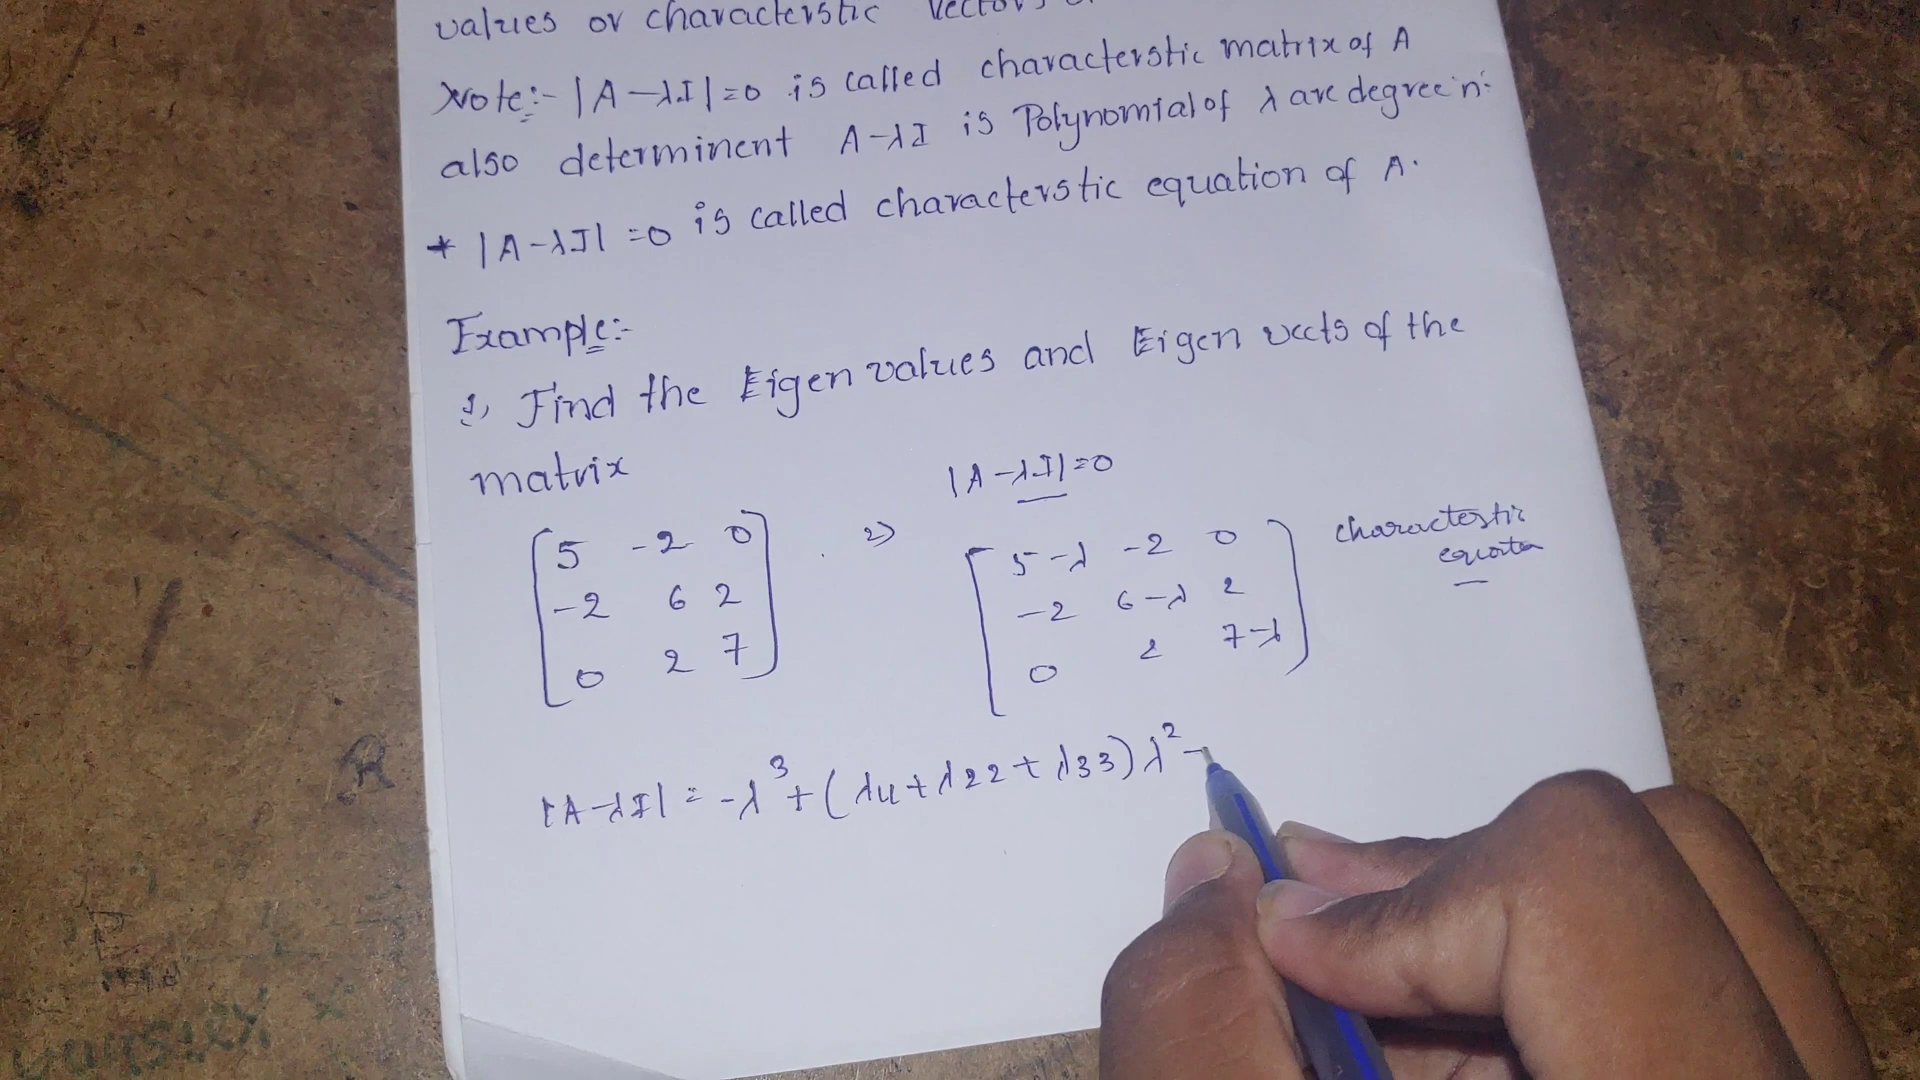 values or characterstic vectors
Note:- |A-λI|=0 is called characterstic matrix of A
also determinent A-λI is Polynomial of λ are degree 'n'
* |A-λI| =0 is called characterstic equation of A.
Example:-
1, Find the Eigen values and Eigen vects of the
matrix
|A-λI|=0
5 -2 0
-2 6 2
0 2 7
2)
5-λ -2 0
-2 6-λ 2
0 2 7-λ
|A-λI| = -λ³+(λ11+λ22+λ33)λ²-